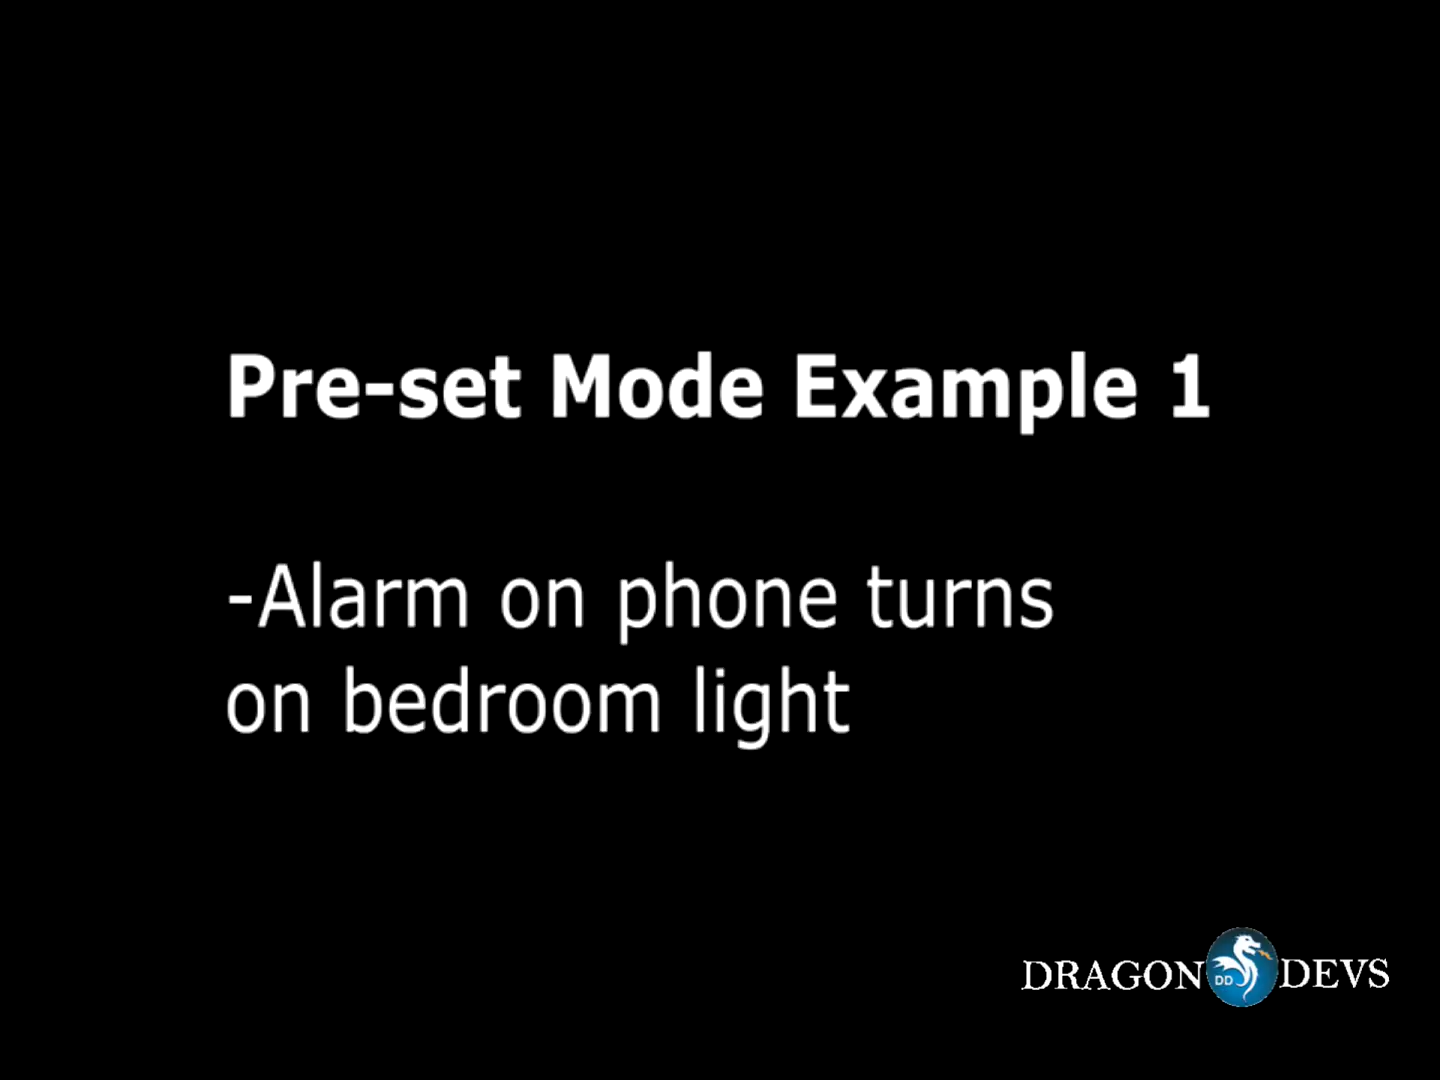 Pre-set Mode Example 1
-Alarm on phone turns
on bedroom light
DRAGON DD DEVS